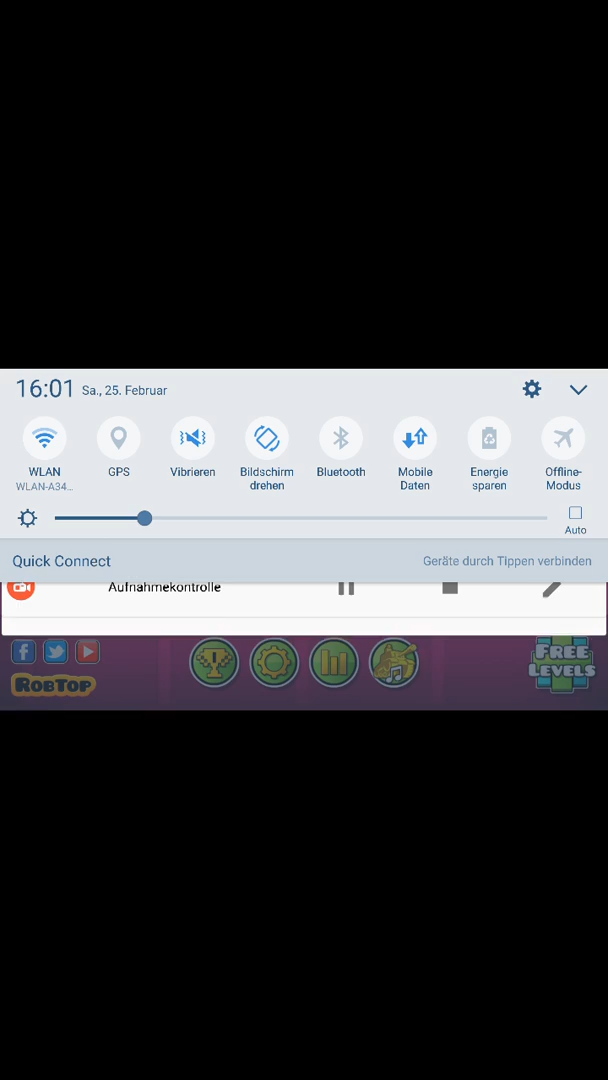 16:01 Sa., 25. Februar
WLAN
WLAN-A34...
GPS
Vibrieren
Bildschirm
drehen
Bluetooth
Mobile
Daten
Energie
sparen
Offline-
Modus
Auto
Quick Connect
Geräte durch Tippen verbinden
Aufnahmekontrolle
ROBTOP
FREE
LEVELS